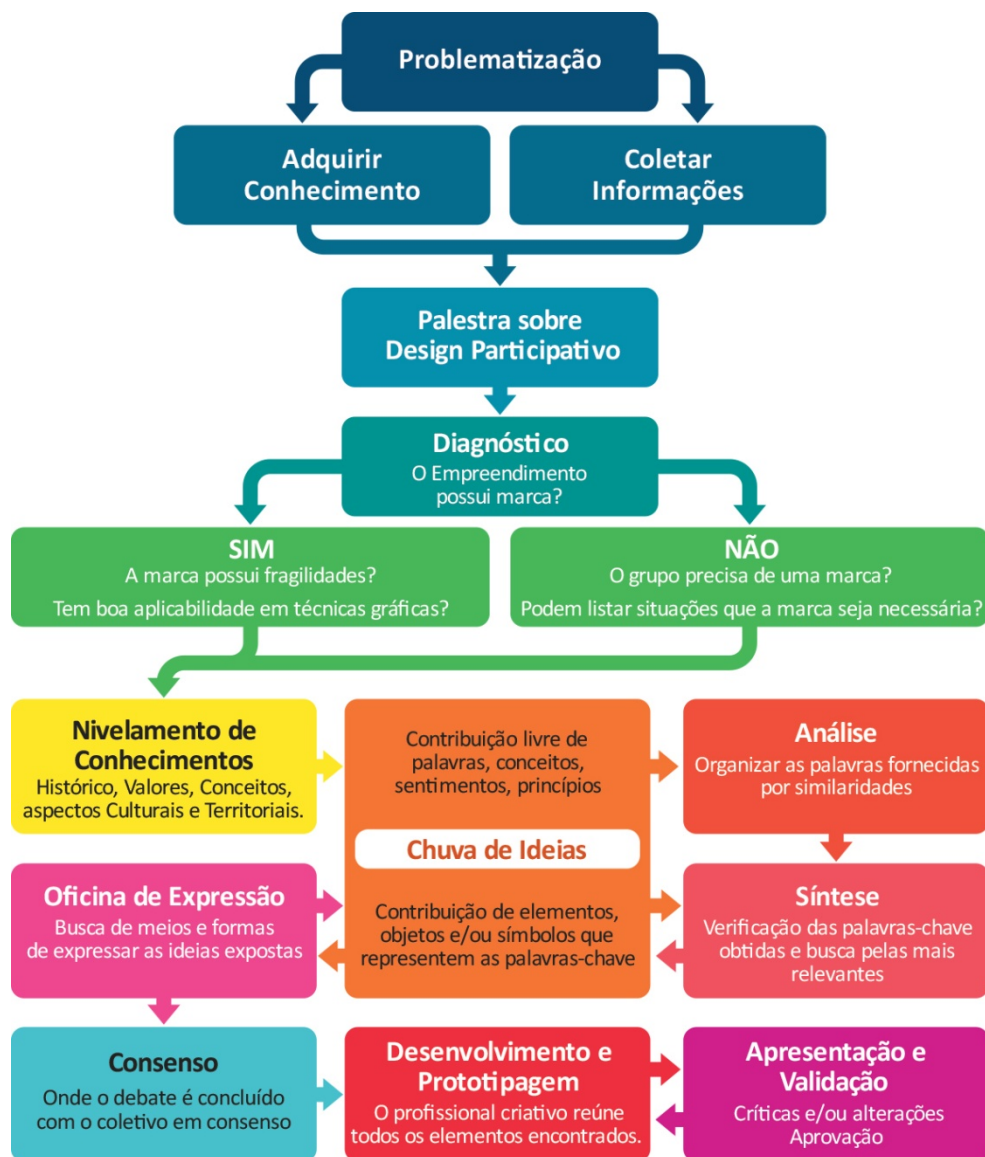 Problematização
Adquirir
Conhecimento
Coletar
Informações
Palestra sobre
Design Participativo
Diagnóstico
O Empreendimento
possui marca?
SIM
A marca possui fragilidades?
Tem boa aplicabilidade em técnicas gráficas?
NÃO
O grupo precisa de uma marca?
Podem listar situações que a marca seja necessária?
Nivelamento de
Conhecimentos
Histórico, Valores, Conceitos,
aspectos Culturais e Territoriais.
Contribuição livre de
palavras, conceitos,
sentimentos, princípios
Análise
Organizar as palavras fornecidas
por similaridades
Chuva de Ideias
Oficina de Expressão
Busca de meios e formas
de expressar as ideias expostas
Contribuição de elementos,
objetos e/ou símbolos que
representem as palavras-chave
Síntese
Verificação das palavras-chave
obtidas e busca pelas mais
relevantes
Consenso
Onde o debate é concluído
com o coletivo em consenso
Desenvolvimento e
Prototipagem
O profissional criativo reúne
todos os elementos encontrados.
Apresentação e
Validação
Críticas e/ou alterações
Aprovação